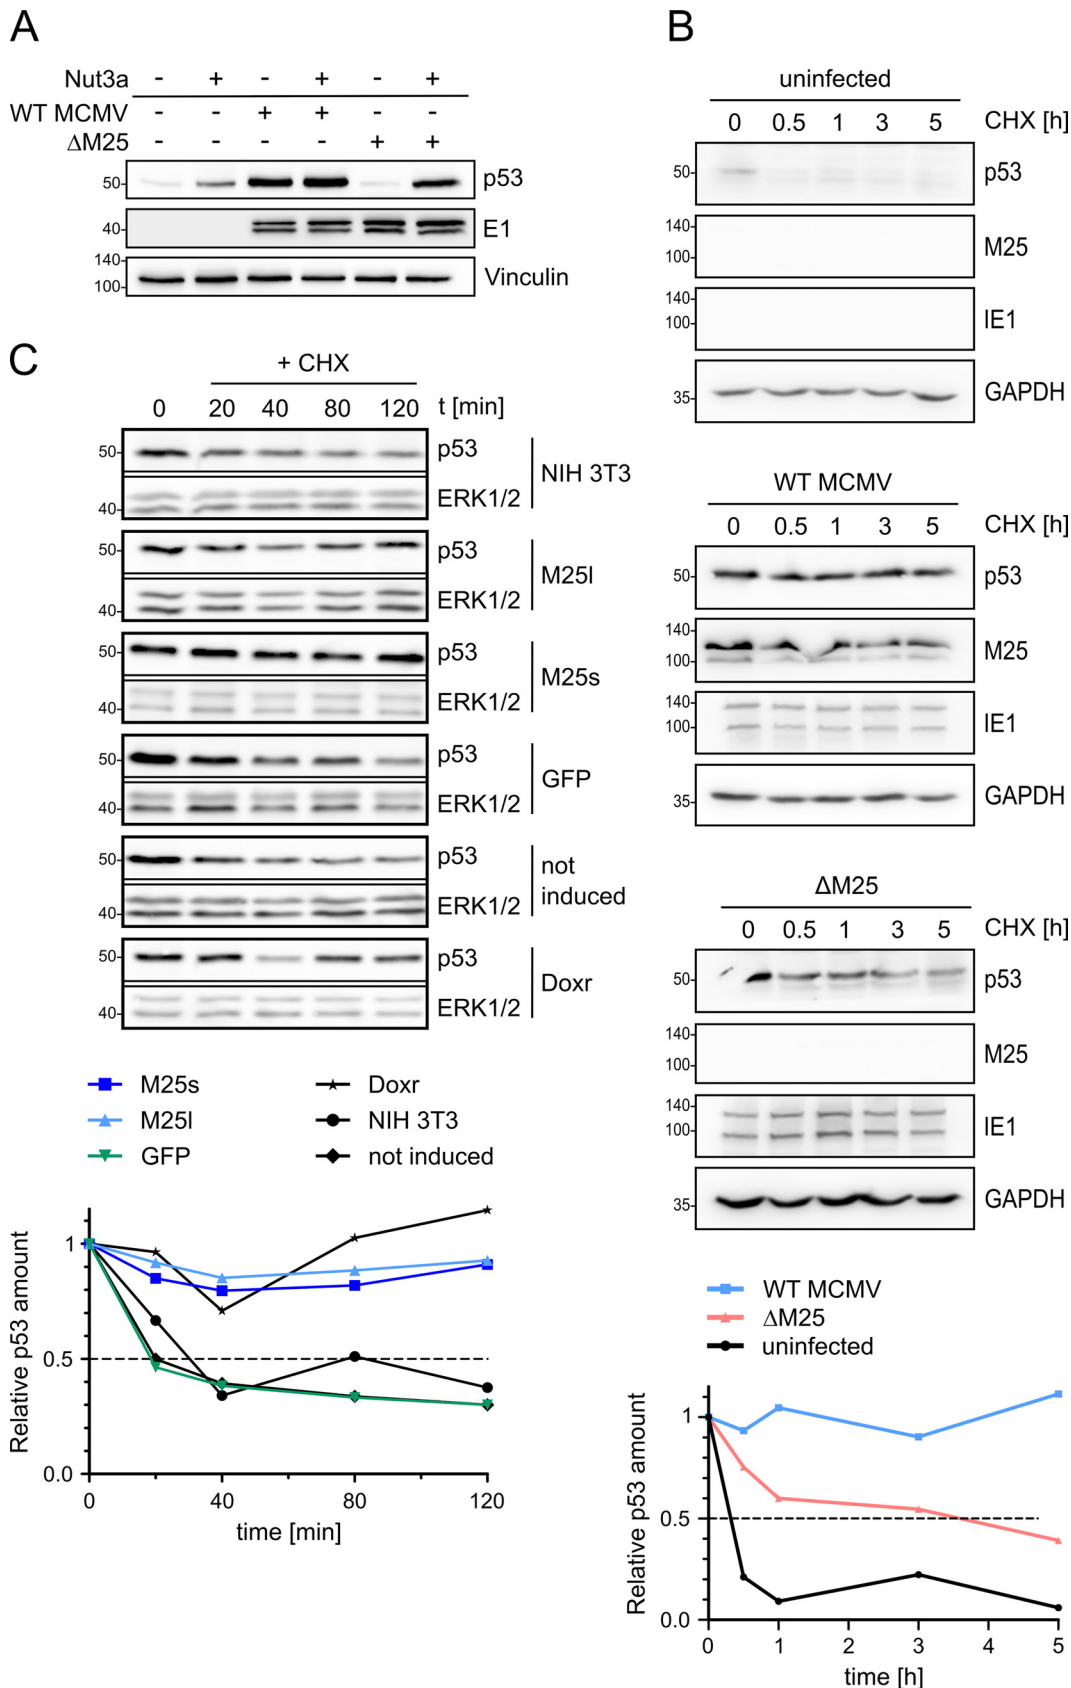 A
Nut3a - + - + - +
WT MCMV - - + + - -
ΔM25 - - - - + +
50- p53
40- E1
140-
100- Vinculin
B
uninfected
0 0.5 1 3 5 CHX [h]
50- p53
140-
100- M25
140-
100- IE1
35- GAPDH
WT MCMV
0 0.5 1 3 5 CHX [h]
50- p53
140-
100- M25
140-
100- IE1
35- GAPDH
ΔM25
0 0.5 1 3 5 CHX [h]
50- p53
140-
100- M25
140-
100- IE1
35- GAPDH
WT MCMV
ΔM25
uninfected
Relative p53 amount
1
0.5
0.0
0 1 2 3 4 5
time [h]
C
+ CHX
0 20 40 80 120 t [min]
50- p53
40- ERK1/2
NIH 3T3
50- p53
40- ERK1/2
M25l
50- p53
40- ERK1/2
M25s
50- p53
40- ERK1/2
GFP
50- p53
40- ERK1/2
not
induced
50- p53
40- ERK1/2
Doxr
M25s Doxr
M25l NIH 3T3
GFP not induced
Relative p53 amount
1
0.5
0.0
0 40 80 120
time [min]